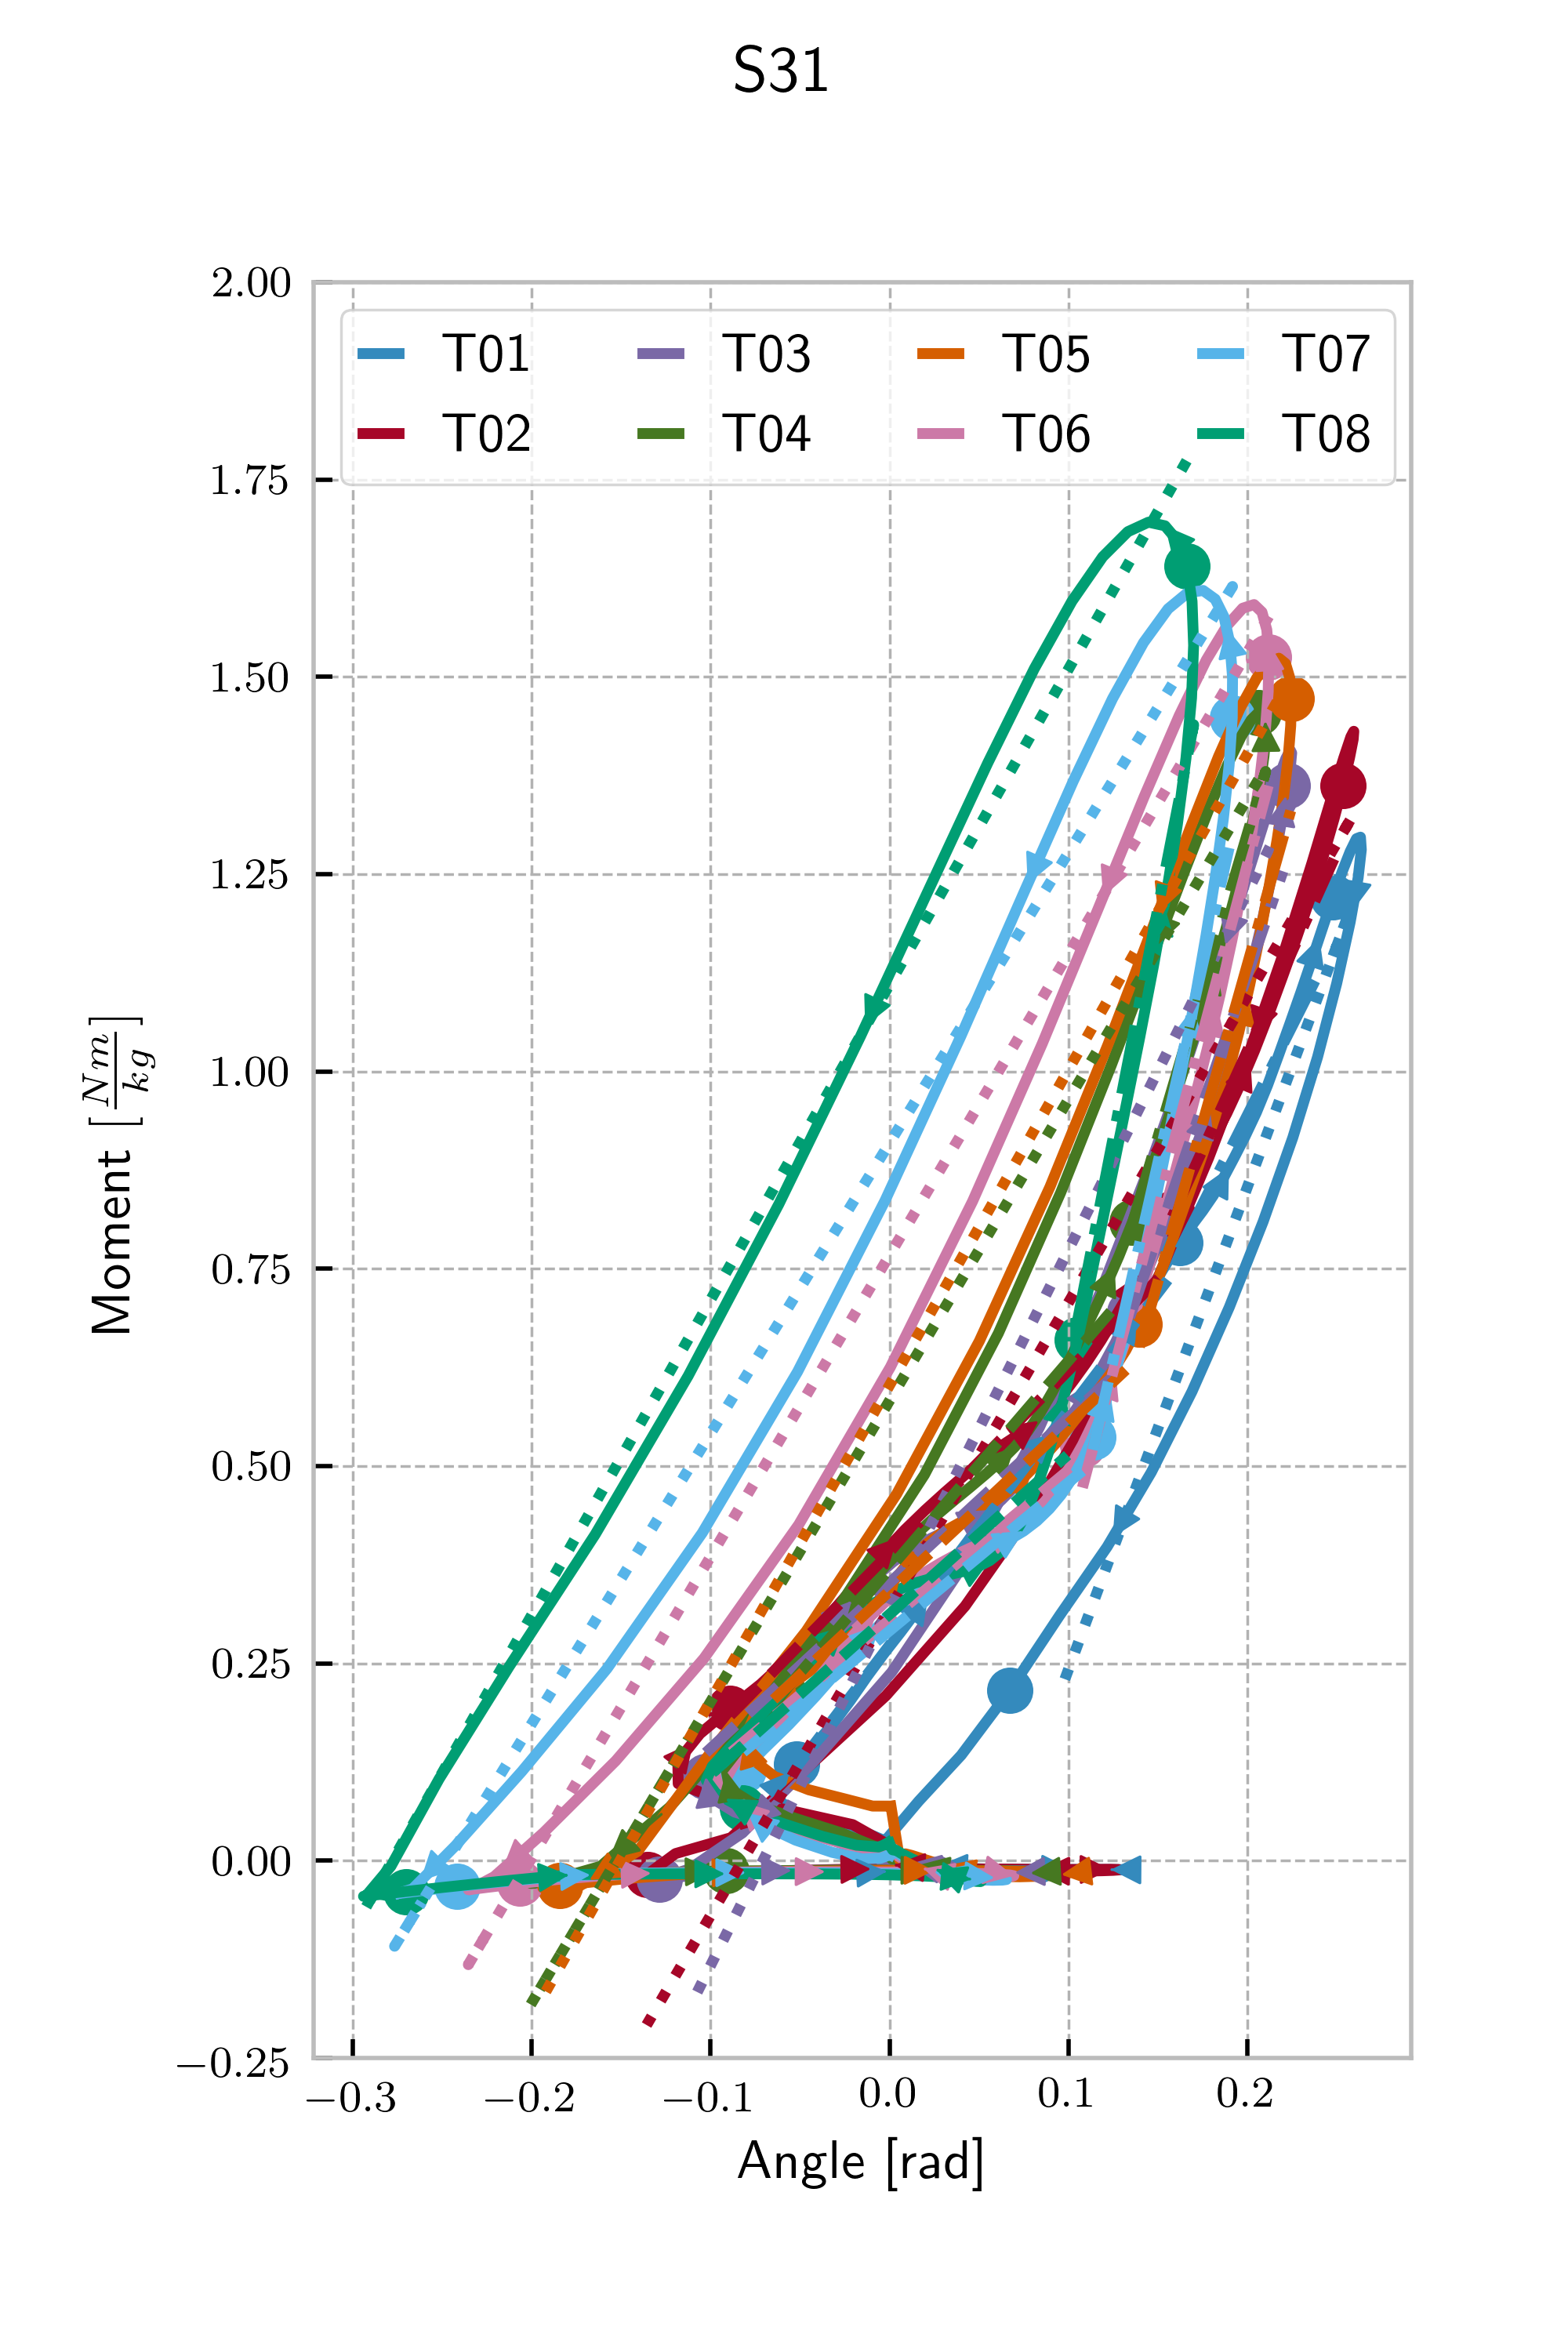 S31
2.00
T01 T03 T05 T07
T02 T04 T06 T08
1.75
1.50
1.25
1.00
0.75
0.50
0.25
0.00
−0.25
Moment [Nm/kg]
−0.3 −0.2 −0.1 0.0 0.1 0.2
Angle [rad]